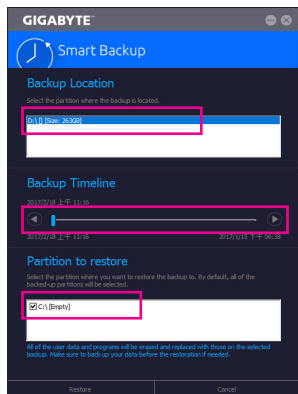 GIGABYTE™
Smart Backup
Backup Location
Select the partition where the backup is located.
D:\ [] [Size: 263GB]
Backup Timeline
2017/2/18 上午 11:16
2017/2/18 上午 11:16
2017/1/15 下午 06:38
Partition to restore
Select the partition where you want to restore the backup to. By default, all of the
backed-up partitions will be selected.
C:\ [Empty]
All of the user data and programs will be erased and replaced with those on the selected
backup. Make sure to back up your data before the restoration if needed.
Restore
Cancel